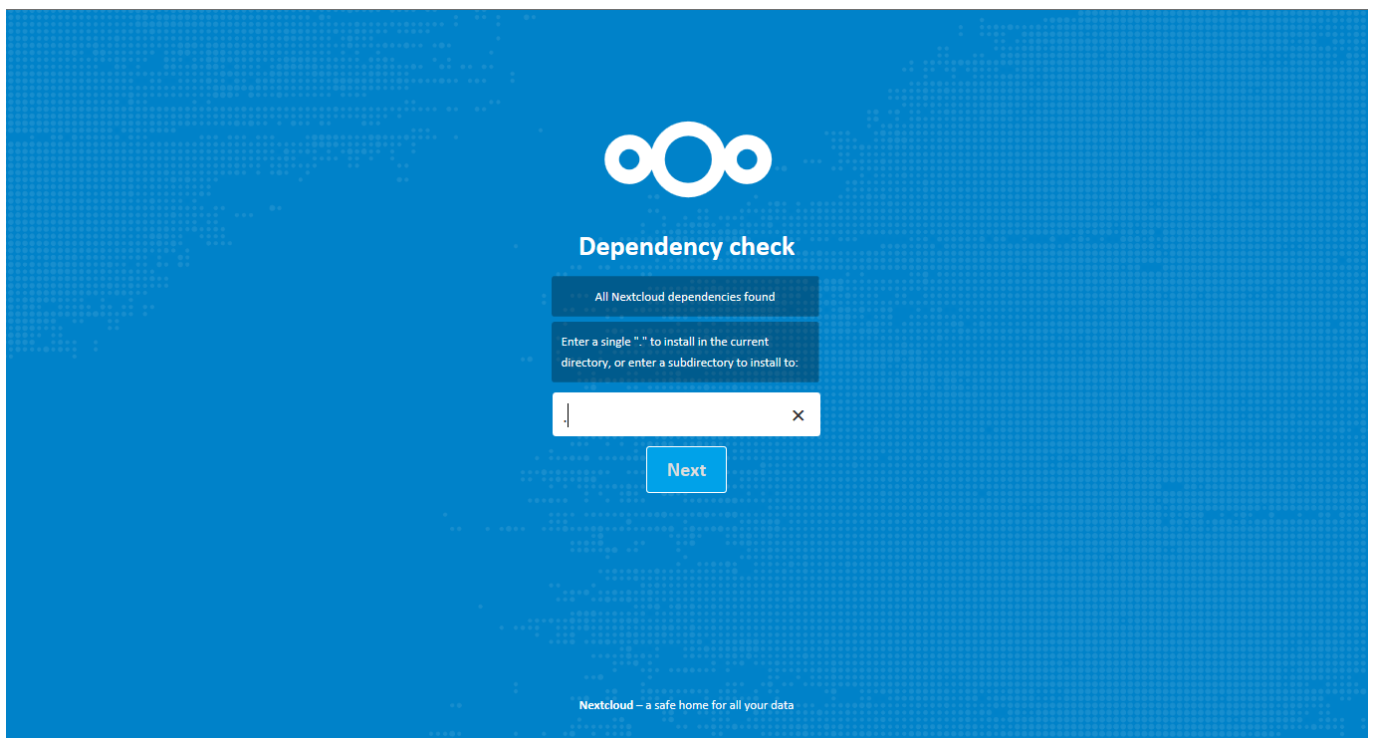 Dependency check
All Nextcloud dependencies found
Enter a single "." to install in the current
directory, or enter a subdirectory to install to:
.
Next
Nextcloud – a safe home for all your data